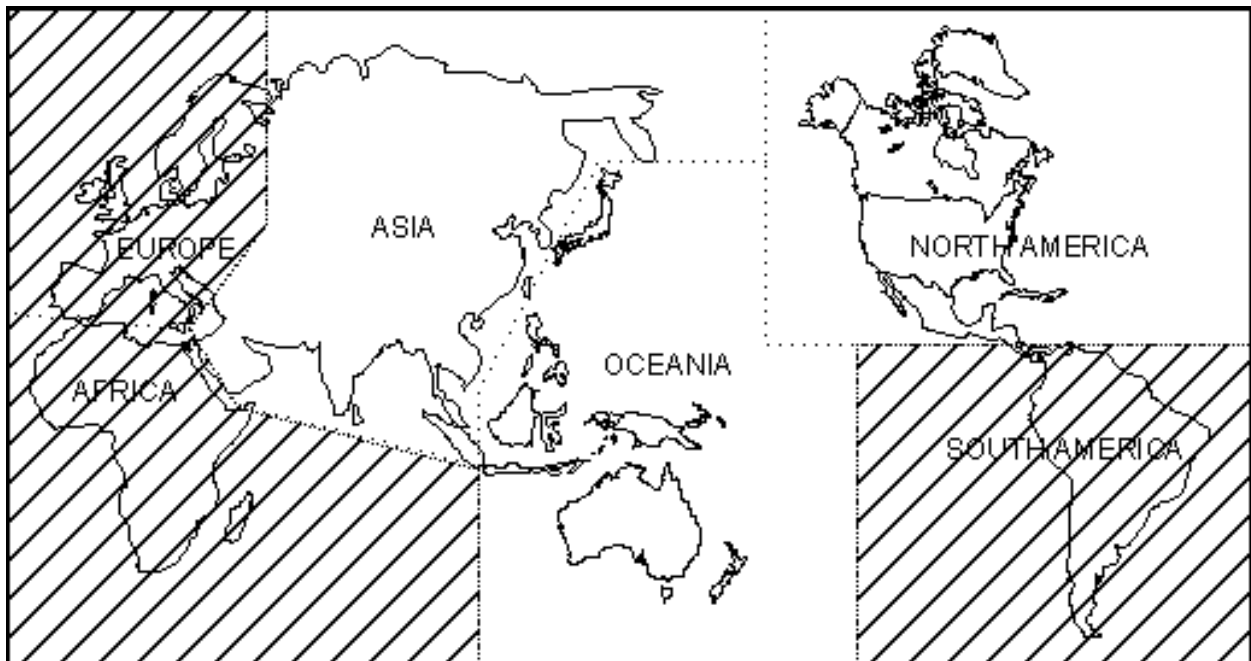 ASIA
EUROPE
NORTH AMERICA
OCEANIA
AFRICA
SOUTH AMERICA